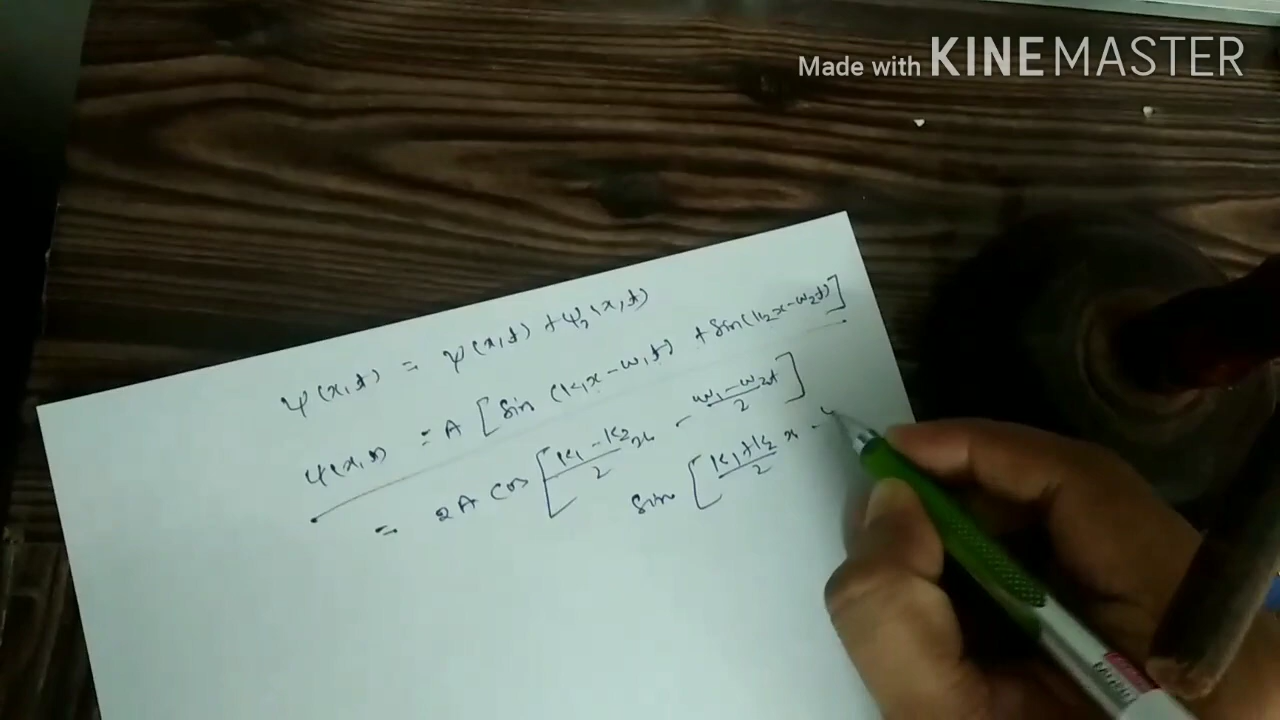 Made with KINEMASTER
ψ(x,t) = ψ(x,t) + ψ₂(x,t)
ψ(x,t) = A [sin (k₁x - ω₁t) + sin(k₂x - ω₂t)]
= 2A cos [k₁ - k₂/2 x - ω₁ - ω₂t/2]
sin [k₁ + k₂/2 x -